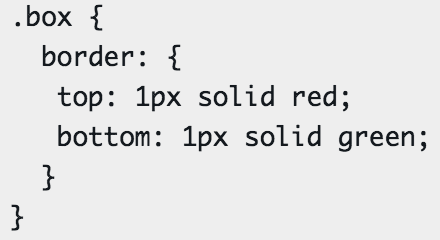 .box {
  border: {
   top: 1px solid red;
   bottom: 1px solid green;
  }
}